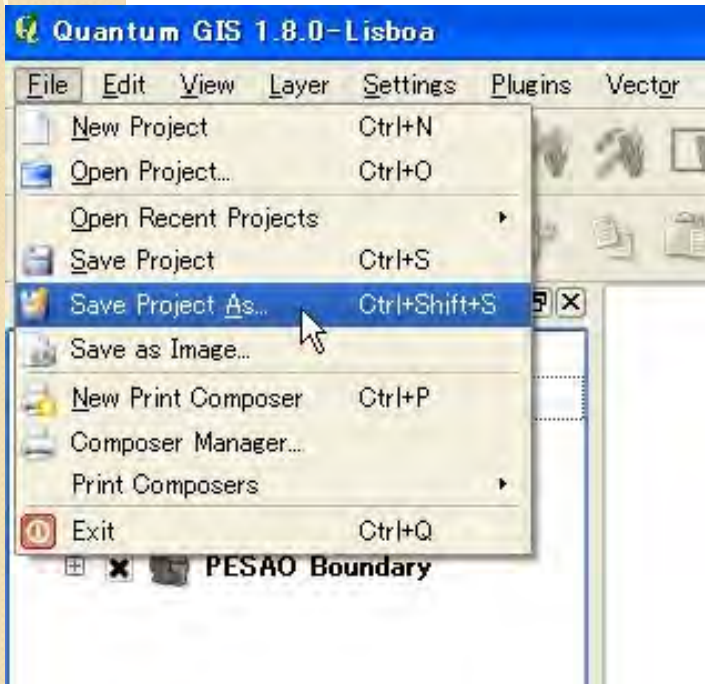 Quantum GIS 1.8.0-Lisboa
File Edit View Layer Settings Plugins Vector
New Project Ctrl+N
Open Project... Ctrl+O
Open Recent Projects
Save Project Ctrl+S
Save Project As... Ctrl+Shift+S
Save as Image...
New Print Composer Ctrl+P
Composer Manager...
Print Composers
Exit Ctrl+Q
PESAO Boundary